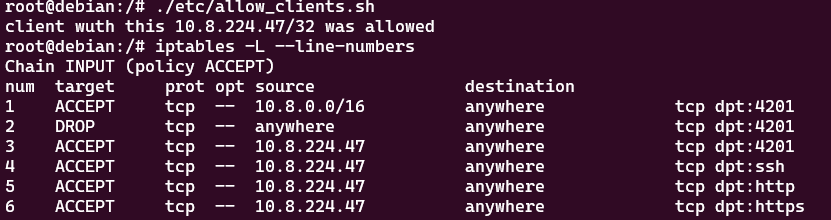 root@debian:/# ./etc/allow_clients.sh
client wuth this 10.8.224.47/32 was allowed
root@debian:/# iptables -L --line-numbers
Chain INPUT (policy ACCEPT)
num  target     prot opt source               destination
1    ACCEPT     tcp  --  10.8.0.0/16          anywhere             tcp dpt:4201
2    DROP       tcp  --  anywhere             anywhere             tcp dpt:4201
3    ACCEPT     tcp  --  10.8.224.47          anywhere             tcp dpt:4201
4    ACCEPT     tcp  --  10.8.224.47          anywhere             tcp dpt:ssh
5    ACCEPT     tcp  --  10.8.224.47          anywhere             tcp dpt:http
6    ACCEPT     tcp  --  10.8.224.47          anywhere             tcp dpt:https